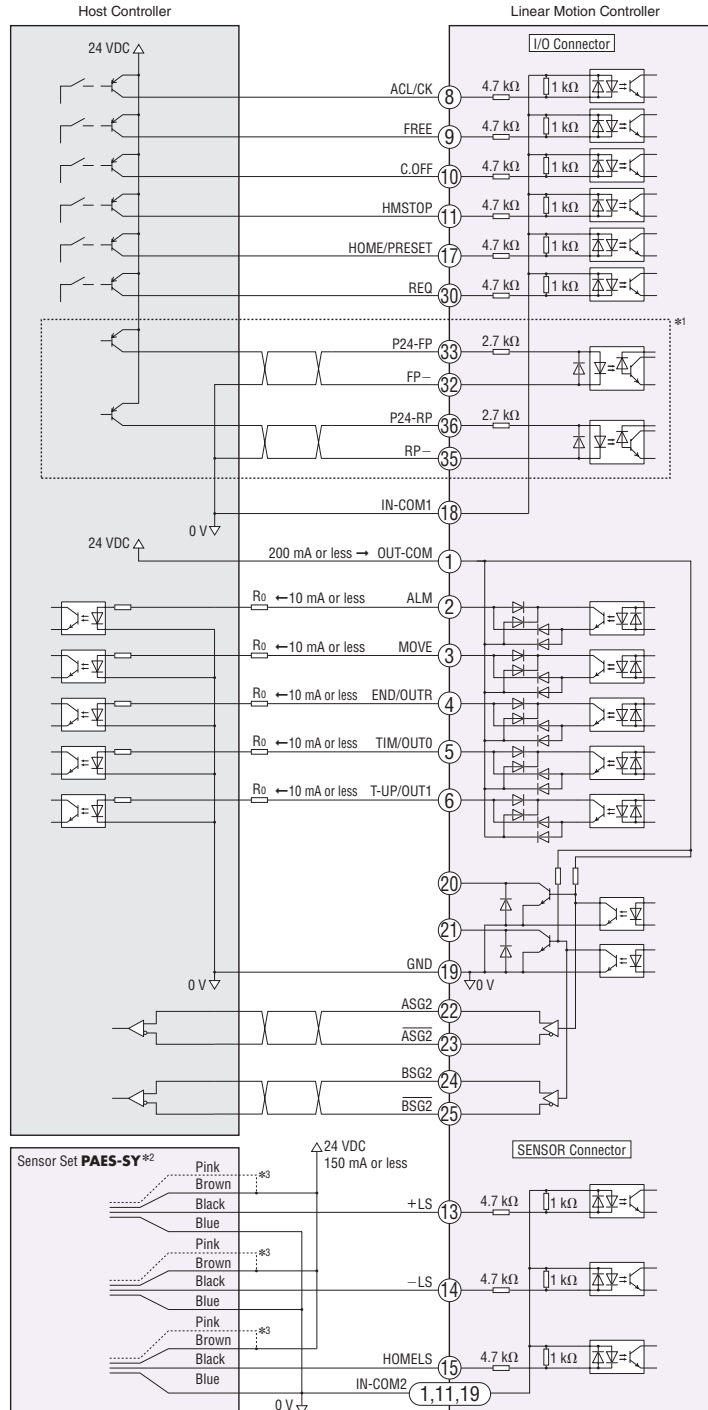 Host Controller Linear Motion Controller
24 VDC I/O Connector
ACL/CK 8 4.7 kΩ 1 kΩ
FREE 9 4.7 kΩ 1 kΩ
C.OFF 10 4.7 kΩ 1 kΩ
HMSTOP 11 4.7 kΩ 1 kΩ
HOME/PRESET 17 4.7 kΩ 1 kΩ
REQ 30 4.7 kΩ 1 kΩ
*1
P24-FP 33 2.7 kΩ
FP− 32
P24-RP 36 2.7 kΩ
RP− 35
IN-COM1 18
0 V
24 VDC 200 mA or less → OUT-COM 1
R0 ←10 mA or less ALM 2
R0 ←10 mA or less MOVE 3
R0 ←10 mA or less END/OUTR 4
R0 ←10 mA or less TIM/OUT0 5
R0 ←10 mA or less T-UP/OUT1 6
20
21
GND 19
0 V 0 V
ASG2 22
ASG2 23
BSG2 24
BSG2 25
Sensor Set PAES-SY*2 24 VDC SENSOR Connector
150 mA or less
Pink *3
Brown
Black +LS 13 4.7 kΩ 1 kΩ
Blue
Pink *3
Brown
Black −LS 14 4.7 kΩ 1 kΩ
Blue
Pink *3
Brown
Black HOMELS 15 4.7 kΩ 1 kΩ
Blue IN-COM2 1,11,19
0 V